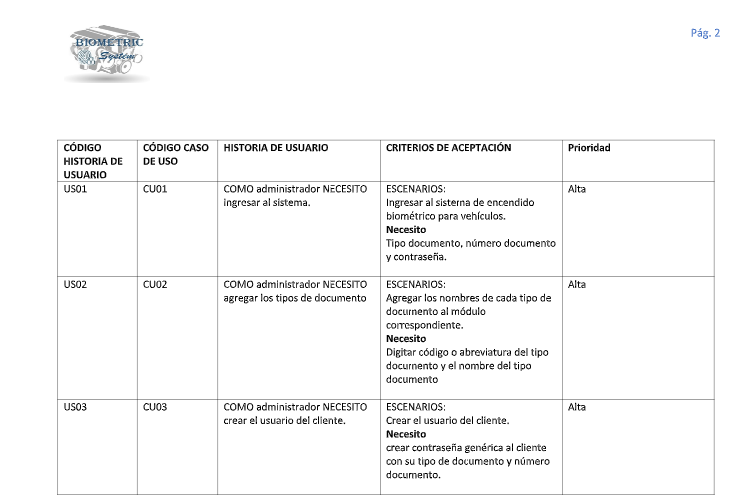 BIOMETRIC
System
Pág. 2
CÓDIGO
HISTORIA DE
USUARIO
CÓDIGO CASO
DE USO
HISTORIA DE USUARIO
CRITERIOS DE ACEPTACIÓN
Prioridad
US01
CU01
COMO administrador NECESITO
ingresar al sistema.
ESCENARIOS:
Ingresar al sistema de encendido
biométrico para vehículos.
Necesito
Tipo documento, número documento
y contraseña.
Alta
US02
CU02
COMO administrador NECESITO
agregar los tipos de documento
ESCENARIOS:
Agregar los nombres de cada tipo de
documento al módulo
correspondiente.
Necesito
Digitar código o abreviatura del tipo
documento y el nombre del tipo
documento
Alta
US03
CU03
COMO administrador NECESITO
crear el usuario del cliente.
ESCENARIOS:
Crear el usuario del cliente.
Necesito
crear contraseña genérica al cliente
con su tipo de documento y número
documento.
Alta